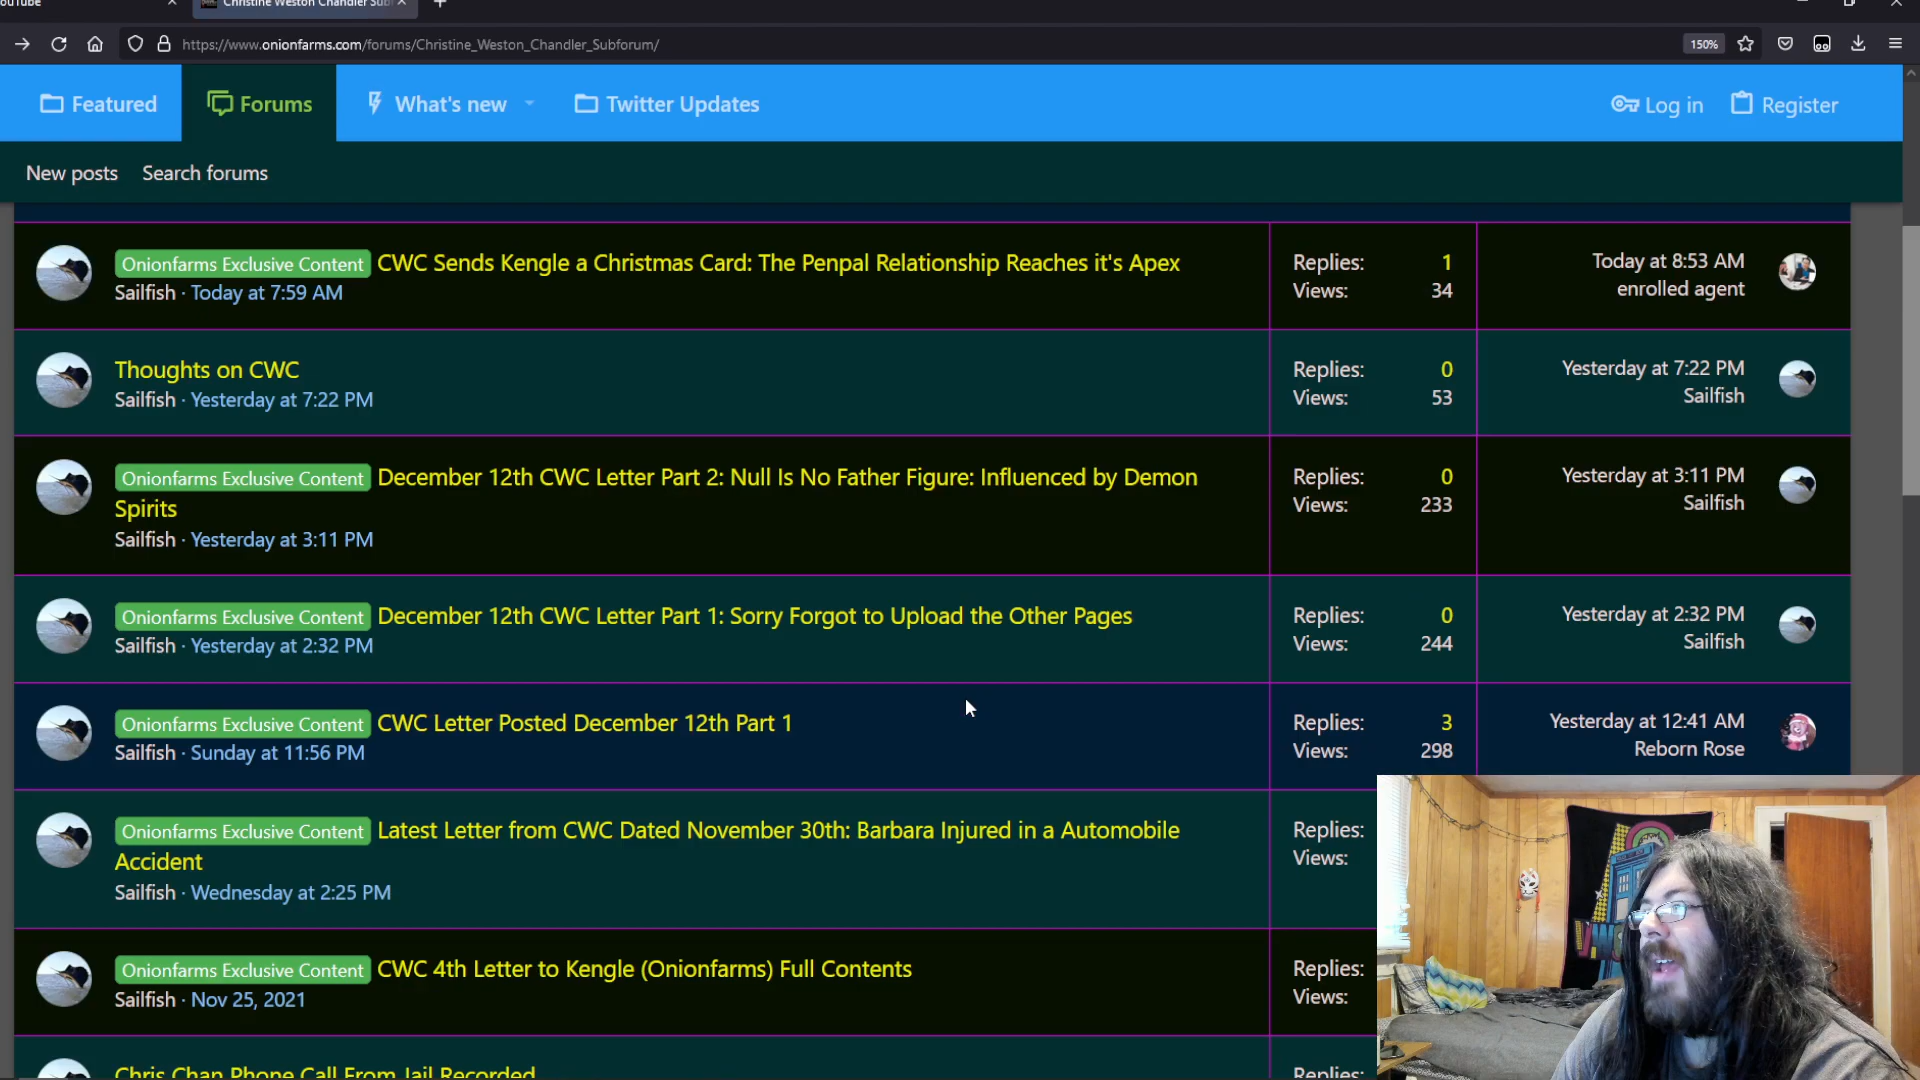 Christine Weston Chandler Sub
https://www.onionfarms.com/forums/Christine_Weston_Chandler_Subforum/
150%
Featured
Forums
What's new
Twitter Updates
Log in
Register
New posts
Search forums
Onionfarms Exclusive Content CWC Sends Kengle a Christmas Card: The Penpal Relationship Reaches it's Apex
Sailfish · Today at 7:59 AM
Replies: 1
Views: 34
Today at 8:53 AM
enrolled agent
Thoughts on CWC
Sailfish · Yesterday at 7:22 PM
Replies: 0
Views: 53
Yesterday at 7:22 PM
Sailfish
Onionfarms Exclusive Content December 12th CWC Letter Part 2: Null Is No Father Figure: Influenced by Demon
Spirits
Sailfish · Yesterday at 3:11 PM
Replies: 0
Views: 233
Yesterday at 3:11 PM
Sailfish
Onionfarms Exclusive Content December 12th CWC Letter Part 1: Sorry Forgot to Upload the Other Pages
Sailfish · Yesterday at 2:32 PM
Replies: 0
Views: 244
Yesterday at 2:32 PM
Sailfish
Onionfarms Exclusive Content CWC Letter Posted December 12th Part 1
Sailfish · Sunday at 11:56 PM
Replies: 3
Views: 298
Yesterday at 12:41 AM
Reborn Rose
Onionfarms Exclusive Content Latest Letter from CWC Dated November 30th: Barbara Injured in a Automobile
Accident
Sailfish · Wednesday at 2:25 PM
Replies:
Views:
Onionfarms Exclusive Content CWC 4th Letter to Kengle (Onionfarms) Full Contents
Sailfish · Nov 25, 2021
Replies:
Views:
Chris Chan Phone Call From Jail Recorded
Replies: